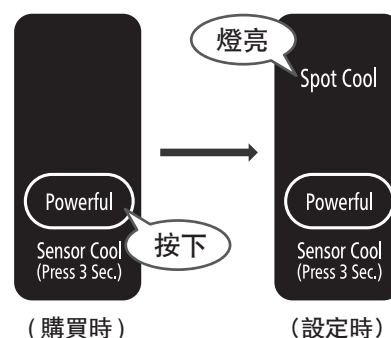 Powerful
Sensor Cool
(Press 3 Sec.)
按下
(購買時)
燈亮
Spot Cool
Powerful
Sensor Cool
(Press 3 Sec.)
(設定時)